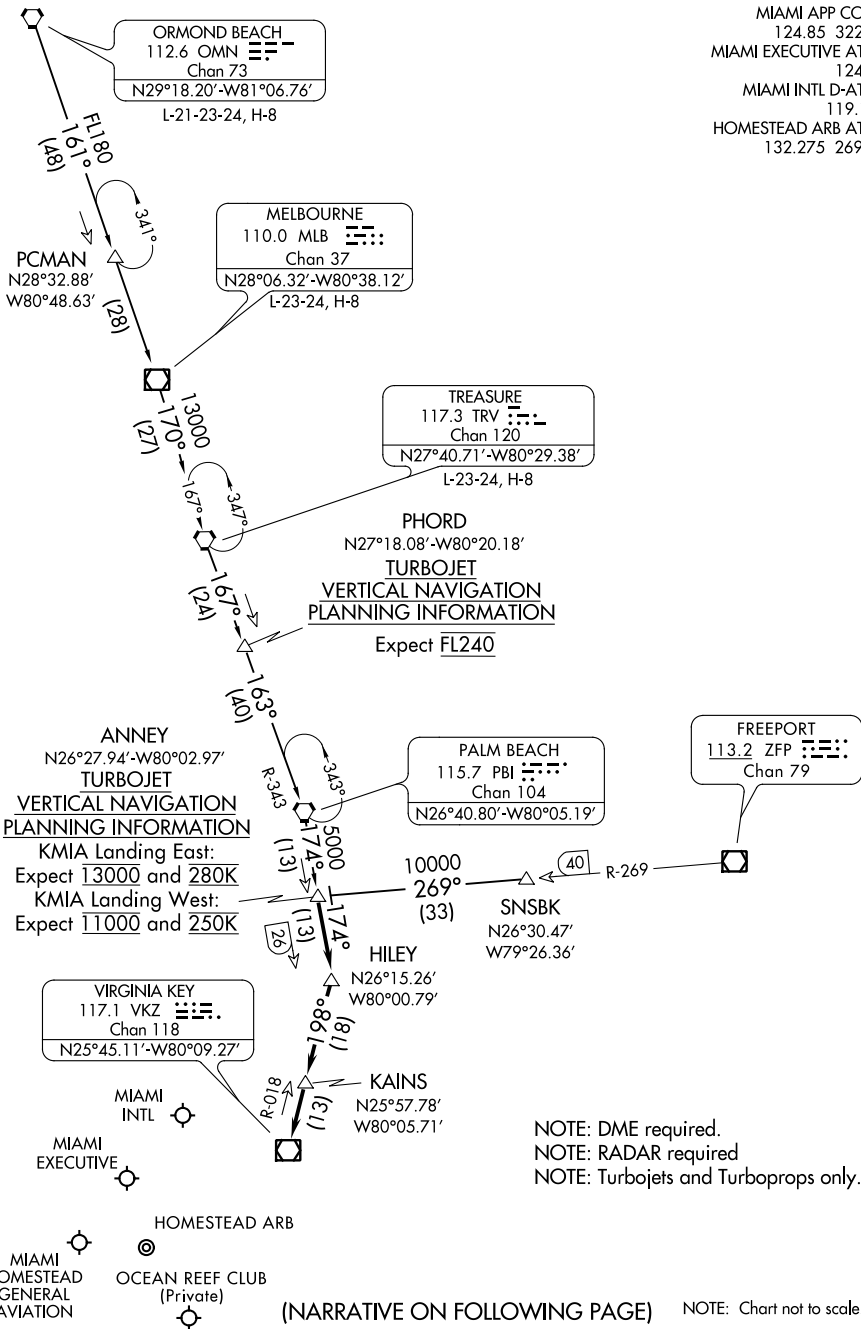 MIAMI APP CO
124.85 322
MIAMI EXECUTIVE AT
124
MIAMI INTL D-AT
119.
HOMESTEAD ARB AT
132.275 269
ORMOND BEACH
112.6 OMN
Chan 73
N29°18.20'-W81°06.76'
L-21-23-24, H-8
FL180
161°
(48)
341°
PCMAN
N28°32.88'
W80°48.63'
(28)
MELBOURNE
110.0 MLB
Chan 37
N28°06.32'-W80°38.12'
L-23-24, H-8
13000
170°
(27)
167°
347°
TREASURE
117.3 TRV
Chan 120
N27°40.71'-W80°29.38'
L-23-24, H-8
167°
(24)
PHORD
N27°18.08'-W80°20.18'
TURBOJET
VERTICAL NAVIGATION
PLANNING INFORMATION
Expect FL240
163°
(40)
R-343
343°
PALM BEACH
115.7 PBI
Chan 104
N26°40.80'-W80°05.19'
FREEPORT
113.2 ZFP
Chan 79
ANNEY
N26°27.94'-W80°02.97'
TURBOJET
VERTICAL NAVIGATION
PLANNING INFORMATION
KMIA Landing East:
Expect 13000 and 280K
KMIA Landing West:
Expect 11000 and 250K
5000
174°
(13)
10000
269°
(33)
40
R-269
SNSBK
N26°30.47'
W79°26.36'
174°
(13)
26
HILEY
N26°15.26'
W80°00.79'
198°
(18)
VIRGINIA KEY
117.1 VKZ
Chan 118
N25°45.11'-W80°09.27'
KAINS
N25°57.78'
W80°05.71'
R-018
(13)
MIAMI
INTL
MIAMI
EXECUTIVE
NOTE: DME required.
NOTE: RADAR required
NOTE: Turbojets and Turboprops only.
HOMESTEAD ARB
MIAMI
OMESTEAD
GENERAL
AVIATION
OCEAN REEF CLUB
(Private)
(NARRATIVE ON FOLLOWING PAGE)
NOTE: Chart not to scale